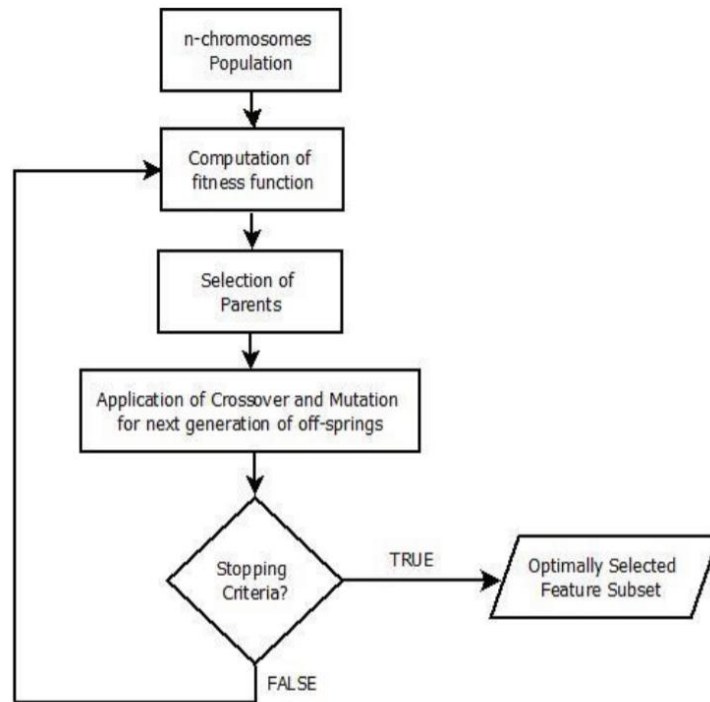 n-chromosomes
Population
Computation of
fitness function
Selection of
Parents
Application of Crossover and Mutation
for next generation of off-springs
Stopping
Criteria?
TRUE
Optimally Selected
Feature Subset
FALSE